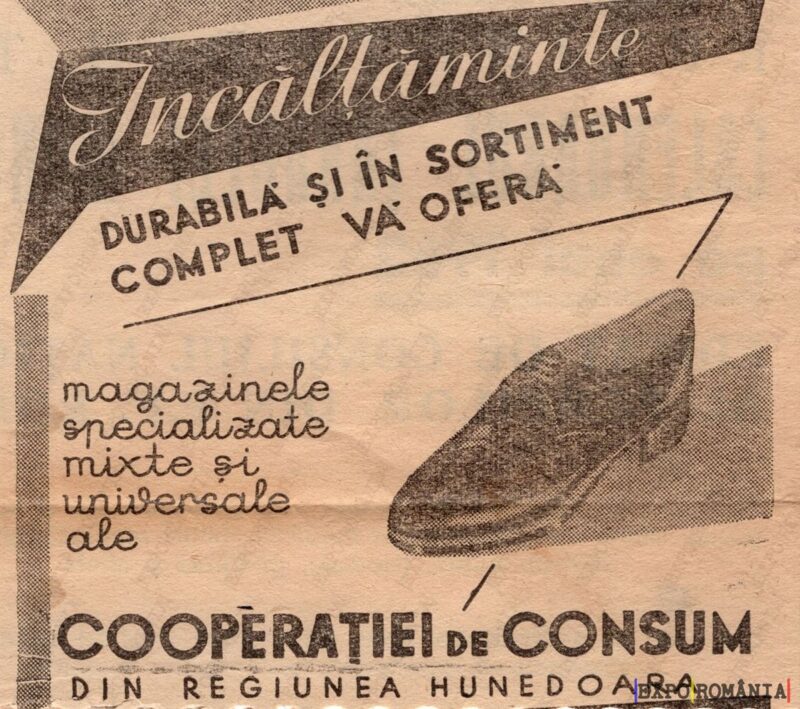 Încălțăminte
DURABILĂ ȘI ÎN SORTIMENT
COMPLET VĂ OFERĂ
magazinele
specializate
mixte și
universale
ale
COOPERAȚIEI DE CONSUM
DIN REGIUNEA HUNEDOARA
EXPO ROMÂNIA